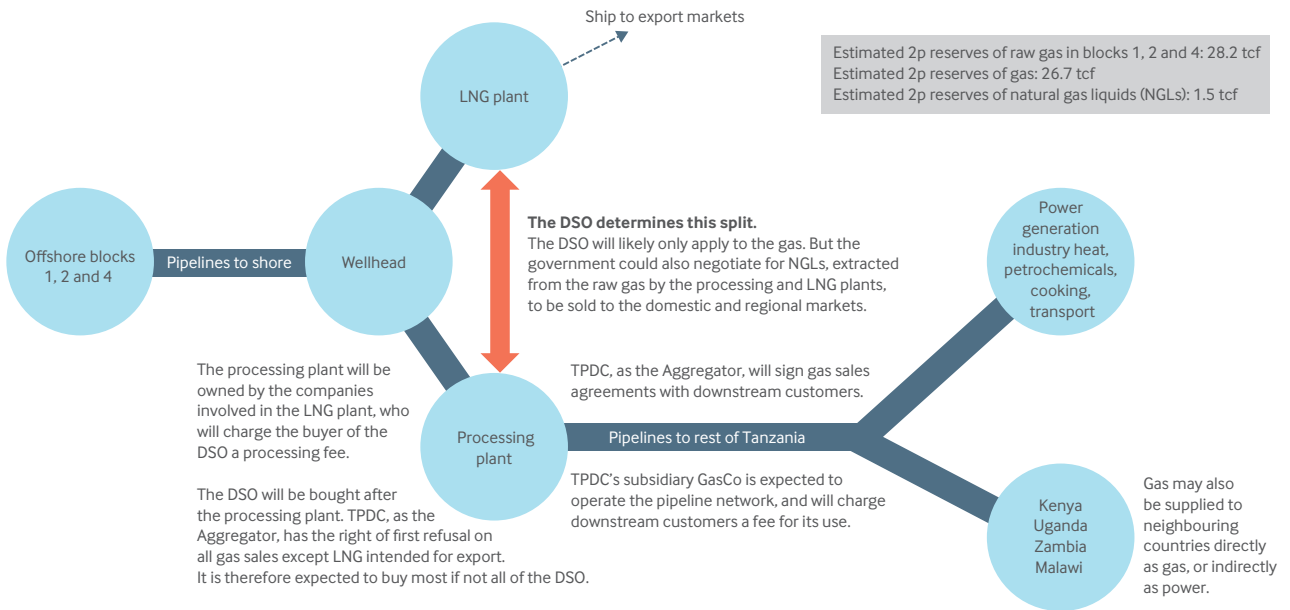 Ship to export markets
Estimated 2p reserves of raw gas in blocks 1, 2 and 4: 28.2 tcf
Estimated 2p reserves of gas: 26.7 tcf
Estimated 2p reserves of natural gas liquids (NGLs): 1.5 tcf
LNG plant
Offshore blocks
1, 2 and 4
Pipelines to shore
Wellhead
The DSO determines this split.
The DSO will likely only apply to the gas. But the
government could also negotiate for NGLs, extracted
from the raw gas by the processing and LNG plants,
to be sold to the domestic and regional markets.
Power
generation
industry heat,
petrochemicals,
cooking,
transport
The processing plant will be
owned by the companies
involved in the LNG plant, who
will charge the buyer of the
DSO a processing fee.
The DSO will be bought after
the processing plant. TPDC, as the
Aggregator, has the right of first refusal on
all gas sales except LNG intended for export.
It is therefore expected to buy most if not all of the DSO.
Processing
plant
TPDC, as the Aggregator, will sign gas sales
agreements with downstream customers.
Pipelines to rest of Tanzania
TPDC's subsidiary GasCo is expected to
operate the pipeline network, and will charge
downstream customers a fee for its use.
Kenya
Uganda
Zambia
Malawi
Gas may also
be supplied to
neighbouring
countries directly
as gas, or indirectly
as power.